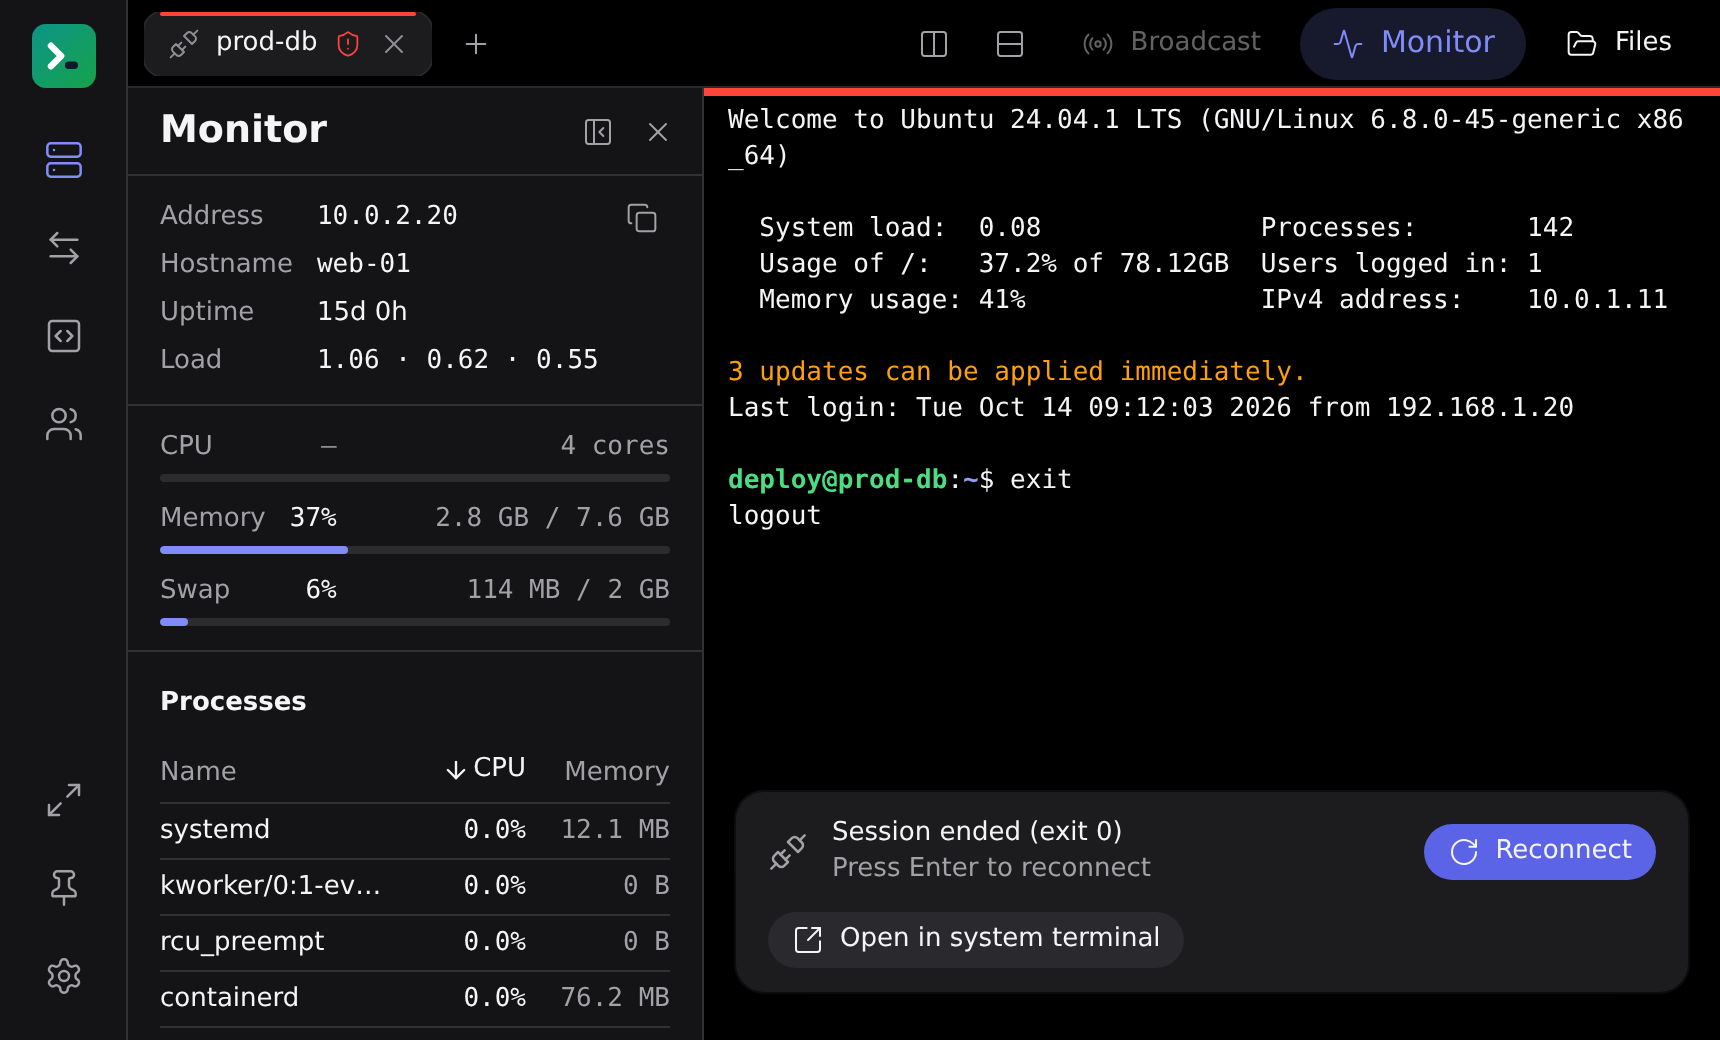 prod-db
Broadcast
Monitor
Files
Monitor
Address 10.0.2.20
Hostname web-01
Uptime 15d 0h
Load 1.06 · 0.62 · 0.55
CPU – 4 cores
Memory 37% 2.8 GB / 7.6 GB
Swap 6% 114 MB / 2 GB
Processes
Name CPU Memory
systemd 0.0% 12.1 MB
kworker/0:1-ev… 0.0% 0 B
rcu_preempt 0.0% 0 B
containerd 0.0% 76.2 MB
Welcome to Ubuntu 24.04.1 LTS (GNU/Linux 6.8.0-45-generic x86
_64)
System load: 0.08 Processes: 142
Usage of /: 37.2% of 78.12GB Users logged in: 1
Memory usage: 41% IPv4 address: 10.0.1.11
3 updates can be applied immediately.
Last login: Tue Oct 14 09:12:03 2026 from 192.168.1.20
deploy@prod-db:~$ exit
logout
Session ended (exit 0)
Press Enter to reconnect
Reconnect
Open in system terminal